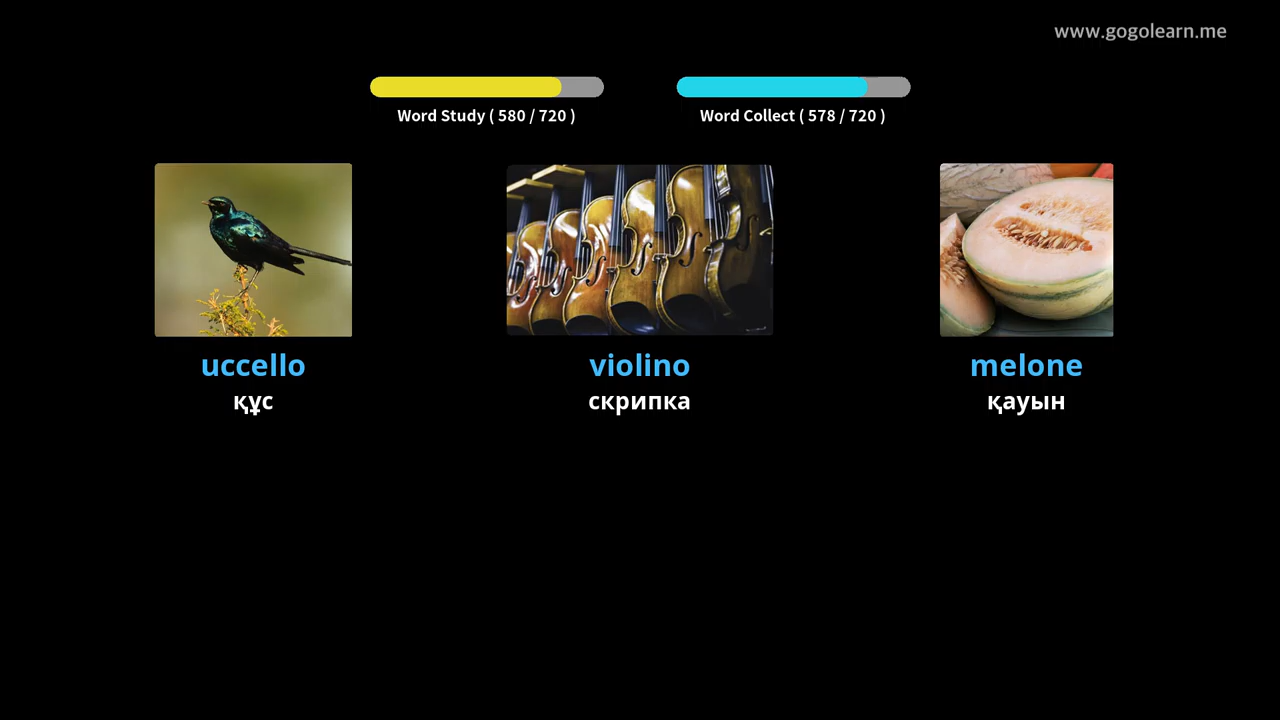 www.gogolearn.me
Word Study ( 580 / 720 )
Word Collect ( 578 / 720 )
uccello
құс
violino
скрипка
melone
қауын